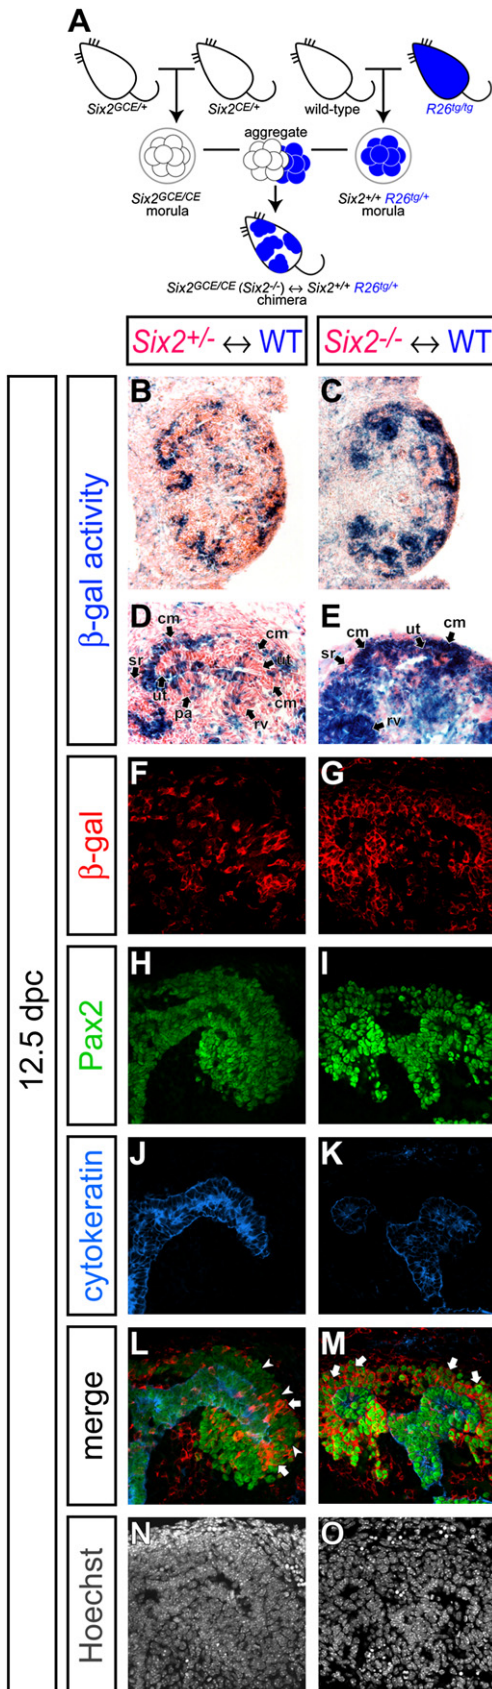 A
Six2GCE/+
Six2CE/+
wild-type
R26tg/tg
aggregate
Six2GCE/CE
morula
Six2+/+ R26tg/+
morula
Six2GCE/CE (Six2-/-) ↔ Six2+/+ R26tg/+
chimera
Six2+/- ↔ WT
Six2-/- ↔ WT
12.5 dpc
β-gal activity
B
C
D
cm
cm
sr
ut
ut
pa
rv
cm
E
cm
ut
cm
sr
rv
β-gal
F
G
Pax2
H
I
cytokeratin
J
K
merge
L
M
Hoechst
N
O